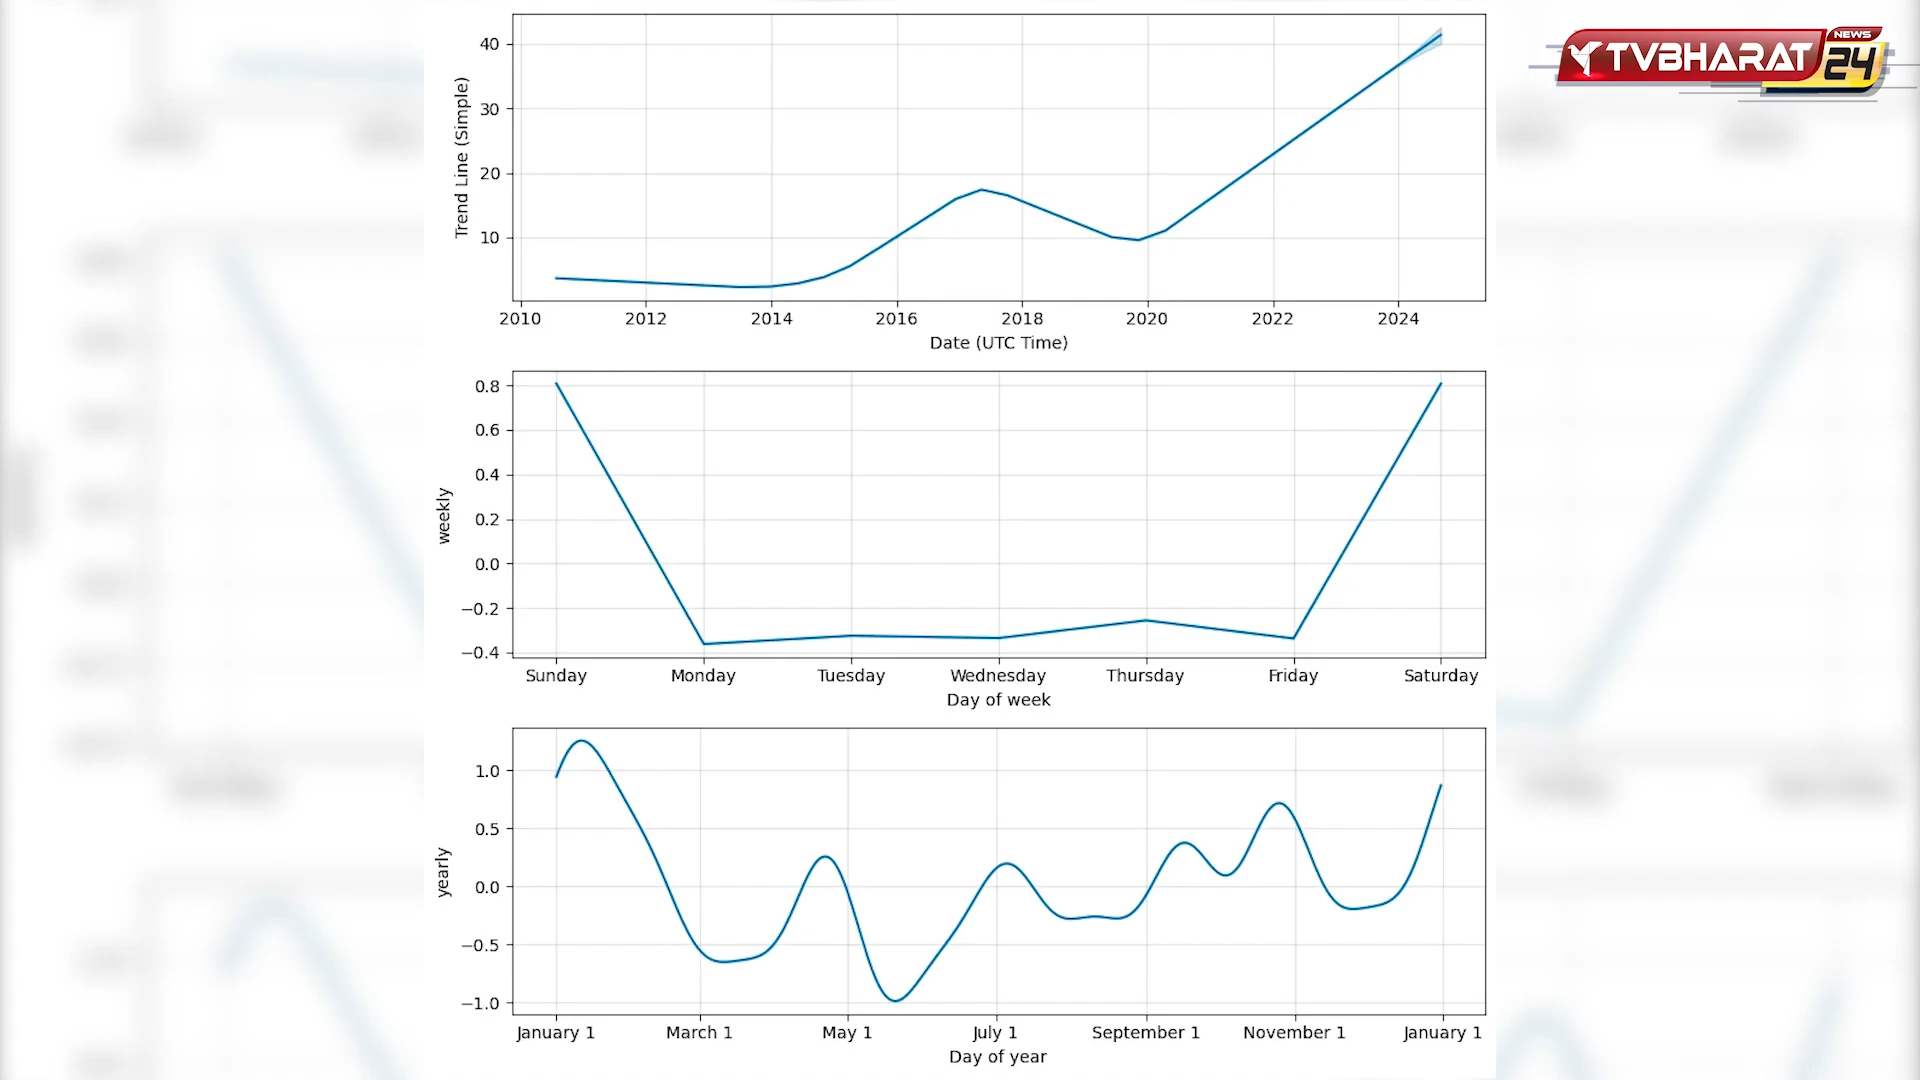 TVBHARAT NEWS 24
40
30
20
10
Trend Line (Simple)
2010 2012 2014 2016 2018 2020 2022 2024
Date (UTC Time)
0.8
0.6
0.4
0.2
0.0
−0.2
−0.4
weekly
Sunday Monday Tuesday Wednesday Thursday Friday Saturday
Day of week
1.0
0.5
0.0
−0.5
−1.0
yearly
January 1 March 1 May 1 July 1 September 1 November 1 January 1
Day of year